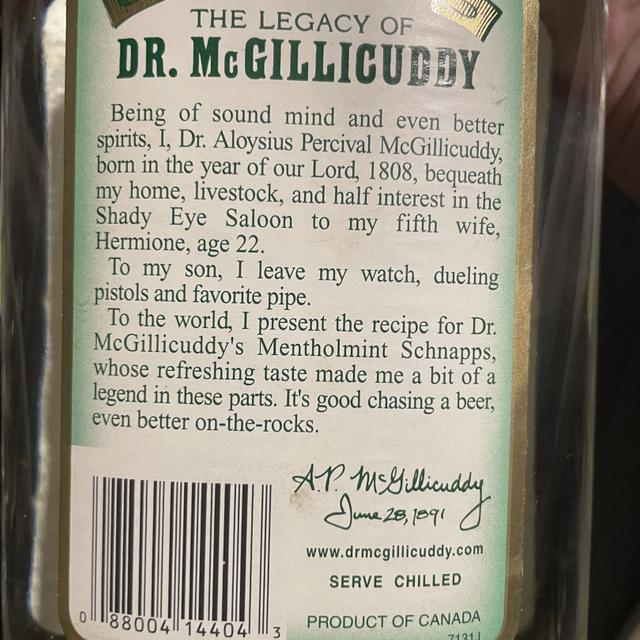 THE LEGACY OF
DR. McGILLICUDDY
Being of sound mind and even better
spirits, I, Dr. Aloysius Percival McGillicuddy,
born in the year of our Lord, 1808, bequeath
my home, livestock, and half interest in the
Shady Eye Saloon to my fifth wife,
Hermione, age 22.
To my son, I leave my watch, dueling
pistols and favorite pipe.
To the world, I present the recipe for Dr.
McGillicuddy's Mentholmint Schnapps,
whose refreshing taste made me a bit of a
legend in these parts. It's good chasing a beer,
even better on-the-rocks.
A.P. McGillicuddy
June 28, 1891
www.drmcgillicuddy.com
SERVE CHILLED
0 88004 14404 3
PRODUCT OF CANADA